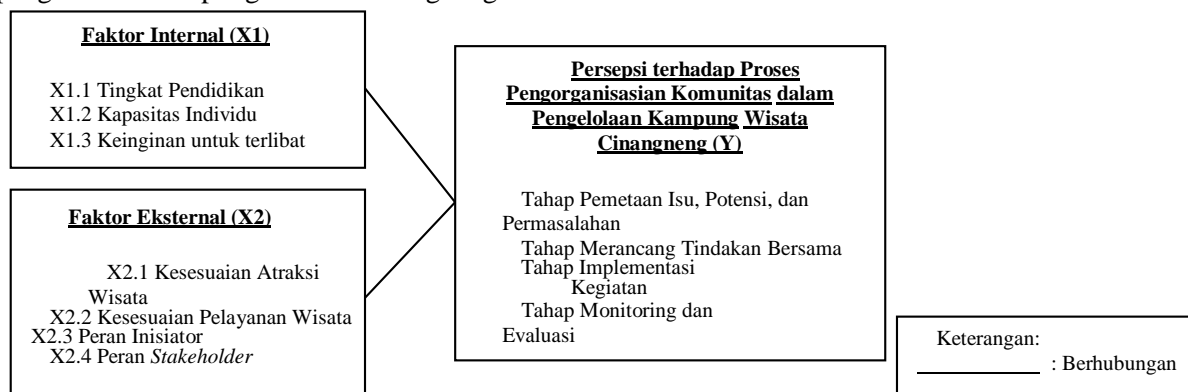 Faktor Internal (X1)
X1.1 Tingkat Pendidikan
X1.2 Kapasitas Individu
X1.3 Keinginan untuk terlibat
Faktor Eksternal (X2)
X2.1 Kesesuaian Atraksi
Wisata
X2.2 Kesesuaian Pelayanan Wisata
X2.3 Peran Inisiator
X2.4 Peran Stakeholder
Persepsi terhadap Proses
Pengorganisasian Komunitas dalam
Pengelolaan Kampung Wisata
Cinangneng (Y)
Tahap Pemetaan Isu, Potensi, dan
Permasalahan
Tahap Merancang Tindakan Bersama
Tahap Implementasi
Kegiatan
Tahap Monitoring dan
Evaluasi
Keterangan:
: Berhubungan